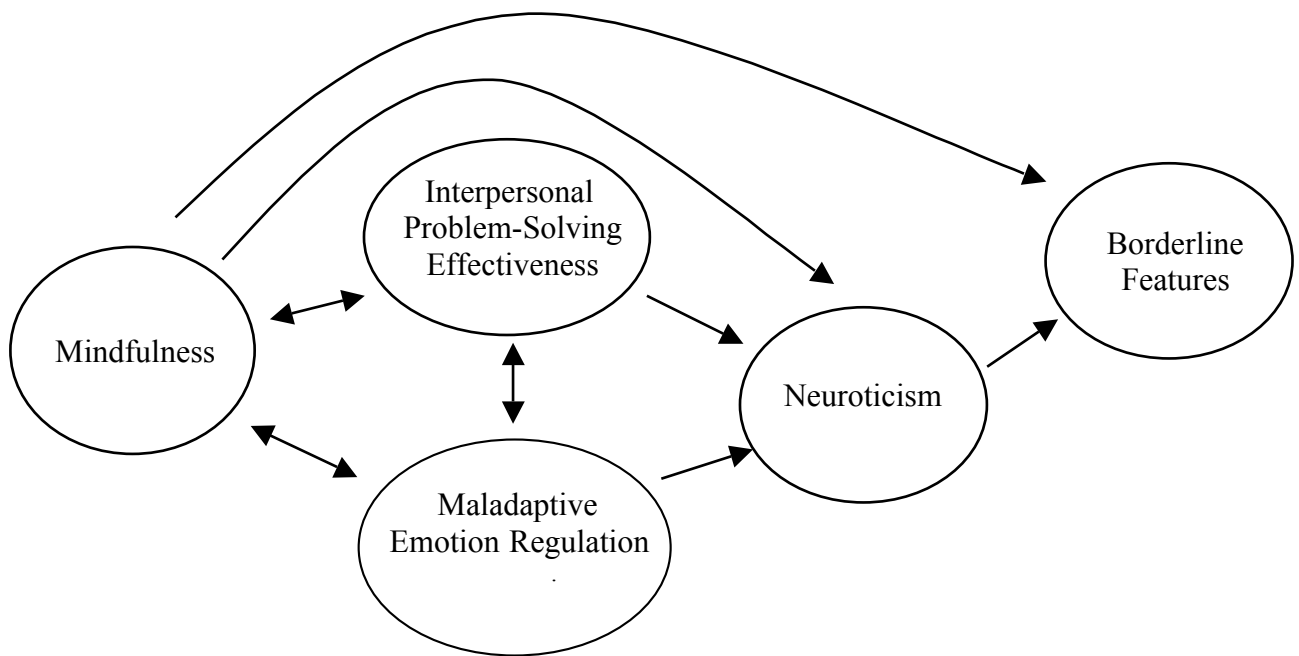 Interpersonal
Problem-Solving
Effectiveness
Borderline
Features
Mindfulness
Neuroticism
Maladaptive
Emotion Regulation
.